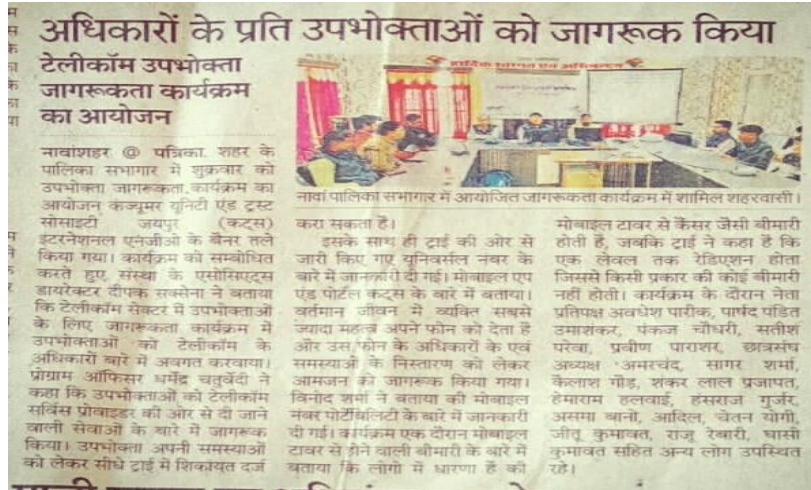 अधिकारों के प्रति उपभोक्ताओं को जागरूक किया
टेलीकॉम उपभोक्ता
जागरूकता कार्यक्रम
का आयोजन
नावांशहर @ पत्रिका. शहर के
पालिका सभागार में शुक्रवार को
उपभोक्ता जागरूकता कार्यक्रम का
आयोजन कंज्यूमर यूनिटी एंड ट्रस्ट
सोसाइटी जयपुर (कट्स)
इंटरनेशनल एनजीओ के बैनर तले
किया गया। कार्यक्रम को सम्बोधित
करते हुए संस्था के एसोसिएट्स
डायरेक्टर दीपक सक्सेना ने बताया
कि टेलीकॉम सेक्टर में उपभोक्ताओं
के लिए जागरूकता कार्यक्रम में
उपभोक्ताओं को टेलीकॉम के
अधिकारों बारे में अवगत करवाया।
प्रोग्राम ऑफिसर धर्मेंद्र चतुर्वेदी ने
कहा कि उपभोक्ताओं को टेलीकॉम
सर्विस प्रोवाइडर की ओर से दी जाने
वाली सेवाओं के बारे में जागरूक
किया। उपभोक्ता अपनी समस्याओं
को लेकर सीधे ट्राई में शिकायत दर्ज
हार्दिक स्वागत एवं अभिनन्दन
नावां पालिका सभागार में आयोजित जागरूकता कार्यक्रम में शामिल शहरवासी।
करा सकता है।
इसके साथ ही ट्राई की ओर से
जारी किए गए यूनिवर्सल नंबर के
बारे में जानकारी दी गई। मोबाइल एप
एंड पोर्टल कट्स के बारे में बताया।
वर्तमान जीवन में व्यक्ति सबसे
ज्यादा महत्व अपने फोन को देता है
ओर उस फोन के अधिकारों के एवं
समस्याओं के निस्तारण को लेकर
आमजन को जागरूक किया गया।
विनोद शर्मा ने बताया की मोबाइल
नंबर पोर्टेबिलिटी के बारे में जानकारी
दी गई। कार्यक्रम एक दौरान मोबाइल
टावर से होने वाली बीमारी के बारे में
बताया कि लोगो में धारणा है की
मोबाइल टावर से कैंसर जैसी बीमारी
होती है, जबकि ट्राई ने कहा है कि
एक लेवल तक रेडिएशन होता
जिससे किसी प्रकार की कोई बीमारी
नहीं होती। कार्यक्रम के दौरान नेता
प्रतिपक्ष अवधेश पारीक, पार्षद पंडित
उमाशंकर, पंकज चौधरी, सतीश
परेवा, प्रवीण पाराशर, छात्रसंघ
अध्यक्ष अमरचंद, सागर शर्मा,
कैलाश गौड़, शंकर लाल प्रजापत,
हेमाराम हलवाई, हंसराज गुर्जर,
असमा बानो, आदिल, चेतन योगी,
जीतू कुमावत, राजू रेबारी, घासी
कुमावत सहित अन्य लोग उपस्थित
रहे।